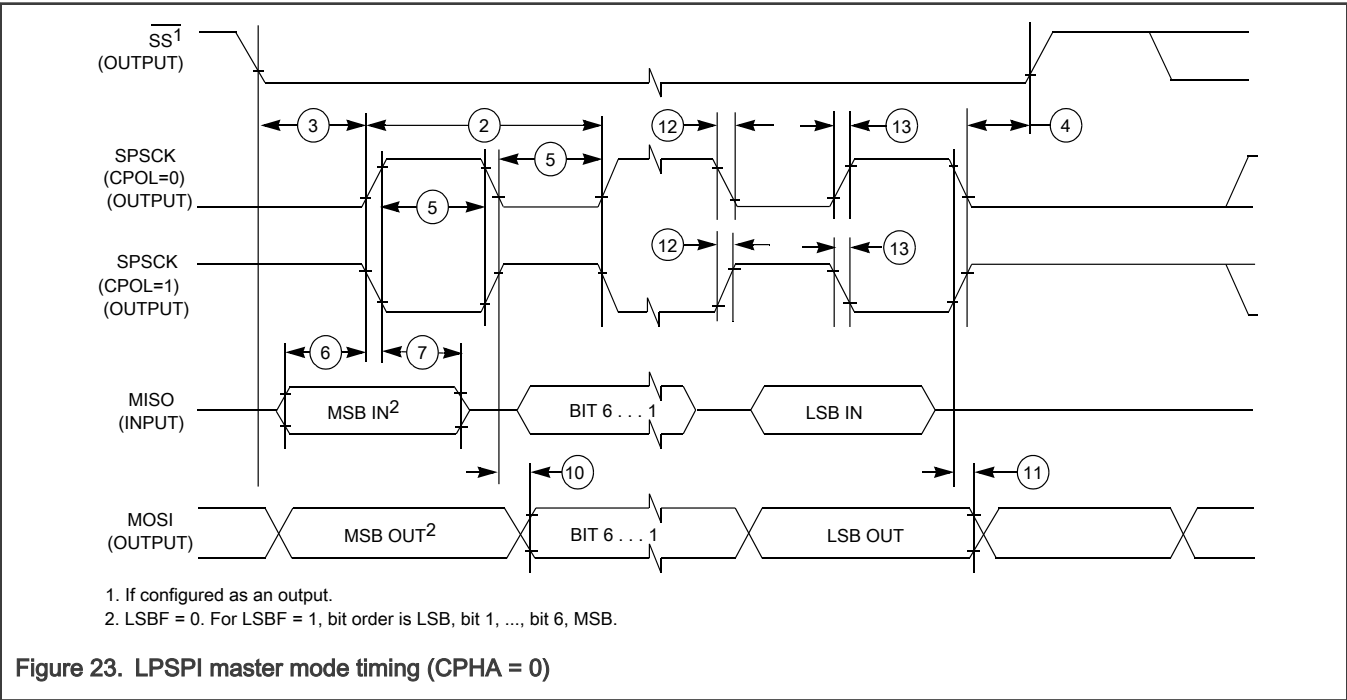 SS1
(OUTPUT)
3
2
12
13
4
SPSCK
(CPOL=0)
(OUTPUT)
5
5
SPSCK
(CPOL=1)
(OUTPUT)
12
13
6
7
MISO
(INPUT)
MSB IN2
BIT 6 . . . 1
LSB IN
10
11
MOSI
(OUTPUT)
MSB OUT2
BIT 6 . . . 1
LSB OUT
1. If configured as an output.
2. LSBF = 0. For LSBF = 1, bit order is LSB, bit 1, ..., bit 6, MSB.
Figure 23. LPSPI master mode timing (CPHA = 0)